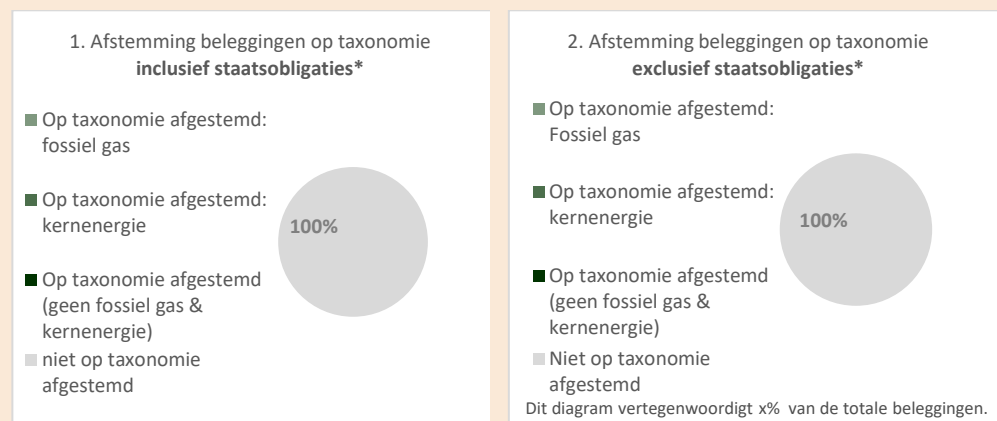 1. Afstemming beleggingen op taxonomie
inclusief staatsobligaties*
Op taxonomie afgestemd:
fossiel gas
Op taxonomie afgestemd:
kernenergie
Op taxonomie afgestemd
(geen fossiel gas &
kernenergie)
niet op taxonomie
afgestemd
100%
2. Afstemming beleggingen op taxonomie
exclusief staatsobligaties*
Op taxonomie afgestemd:
Fossiel gas
Op taxonomie afgestemd:
kernenergie
Op taxonomie afgestemd
(geen fossiel gas &
kernenergie)
Niet op taxonomie
afgestemd
100%
Dit diagram vertegenwoordigt x% van de totale beleggingen.